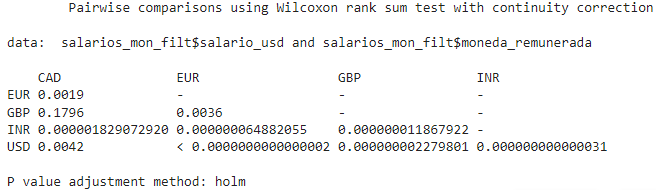 Pairwise comparisons using Wilcoxon rank sum test with continuity correction
data:  salarios_mon_filt$salario_usd and salarios_mon_filt$moneda_remunerada
    CAD               EUR                  GBP               INR
EUR 0.0019            -                    -                 -
GBP 0.1796            0.0036               -                 -
INR 0.000001829072920 0.000000064882055    0.000000011867922 -
USD 0.0042            < 0.0000000000000002 0.000000002279801 0.000000000000031
P value adjustment method: holm